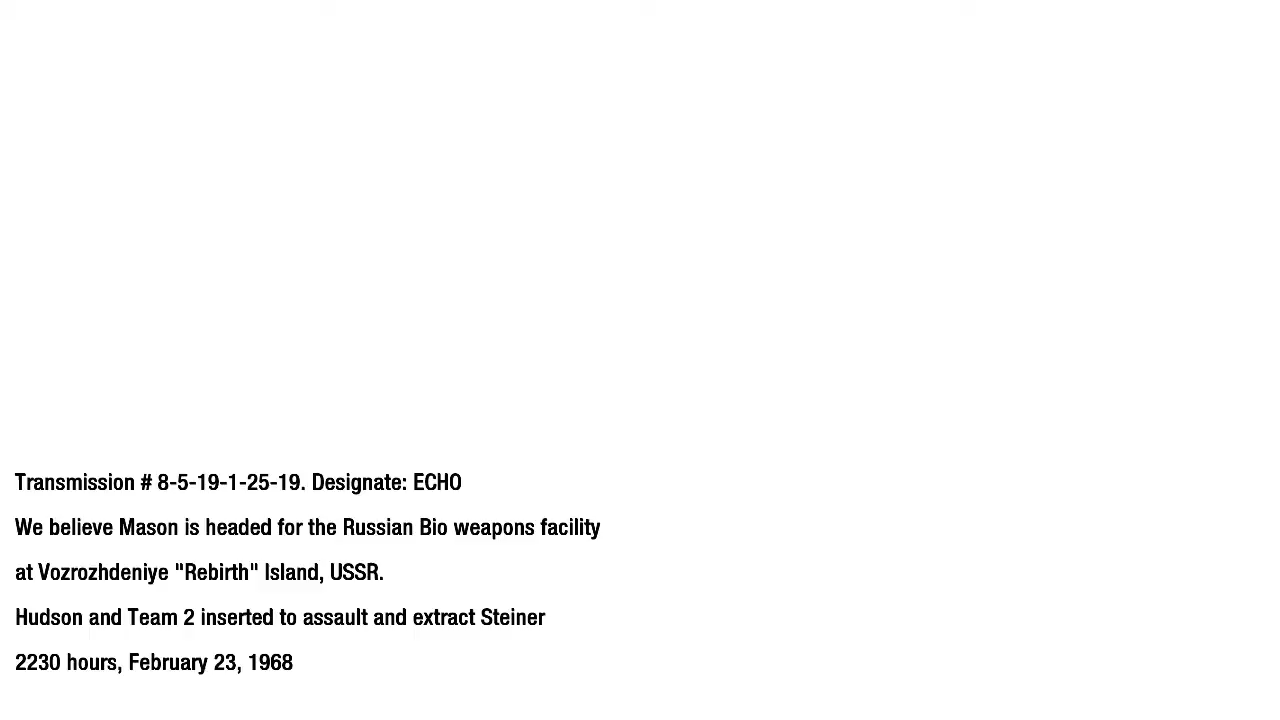 Transmission # 8-5-19-1-25-19. Designate: ECHO
We believe Mason is headed for the Russian Bio weapons facility
at Vozrozhdeniye "Rebirth" Island, USSR.
Hudson and Team 2 inserted to assault and extract Steiner
2230 hours, February 23, 1968